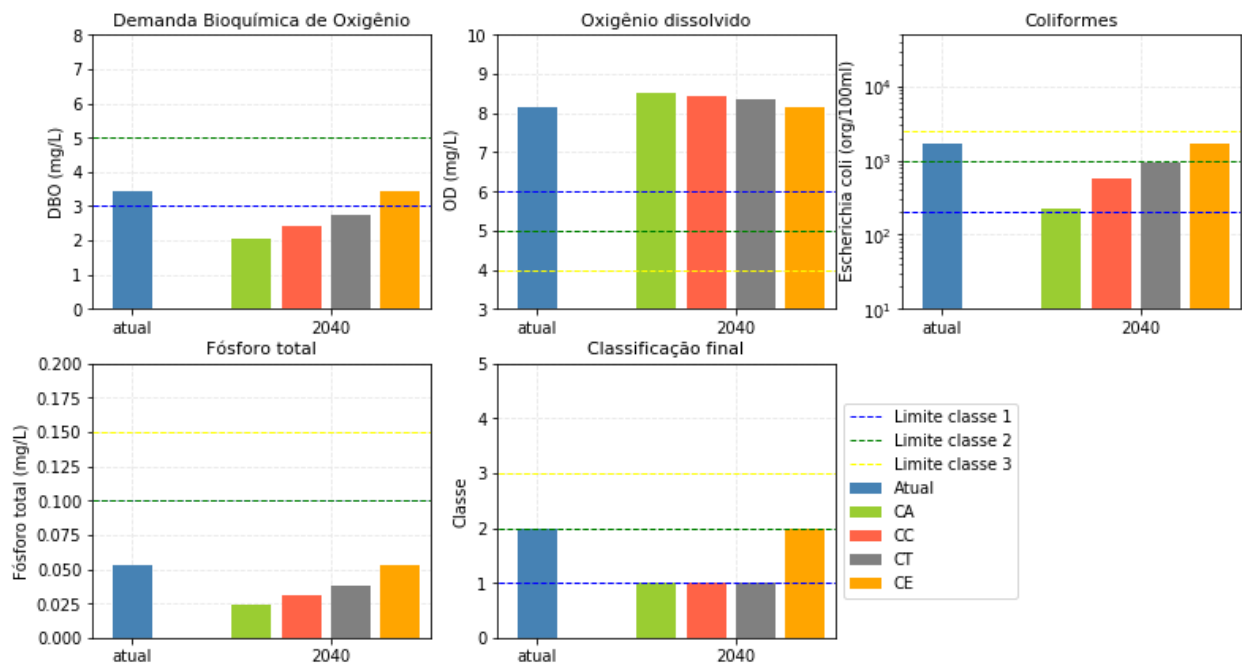 Demanda Bioquímica de Oxigênio
8
7
6
5
4
3
2
1
0
DBO (mg/L)
atual
2040
Oxigênio dissolvido
10
9
8
7
6
5
4
3
OD (mg/L)
atual
2040
Coliformes
10⁴
10³
10²
10¹
Escherichia coli (org/100ml)
atual
2040
Fósforo total
0.200
0.175
0.150
0.125
0.100
0.075
0.050
0.025
0.000
Fósforo total (mg/L)
atual
2040
Classificação final
5
4
3
2
1
0
Classe
atual
2040
Limite classe 1
Limite classe 2
Limite classe 3
Atual
CA
CC
CT
CE